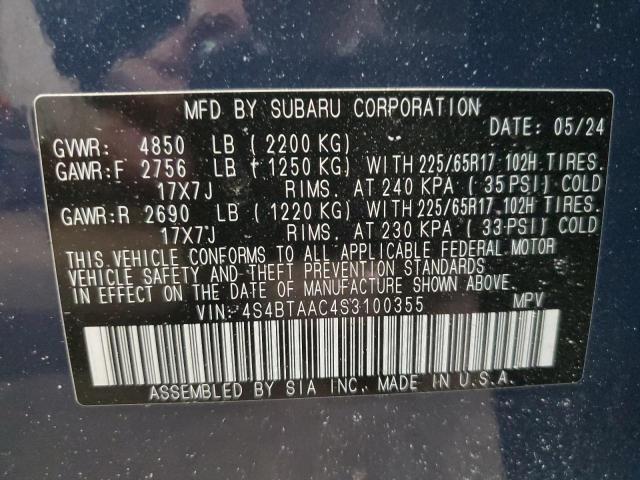 MFD BY SUBARU CORPORATION
DATE: 05/24
GVWR: 4850 LB ( 2200 KG)
GAWR: F 2756 LB ( 1250 KG) WITH 225/65R17 102H TIRES.
17X7J RIMS. AT 240 KPA ( 35 PSI) COLD
GAWR: R 2690 LB ( 1220 KG) WITH 225/65R17 102H TIRES.
17X7J RIMS. AT 230 KPA ( 33 PSI) COLD
THIS VEHICLE CONFORMS TO ALL APPLICABLE FEDERAL MOTOR
VEHICLE SAFETY AND THEFT PREVENTION STANDARDS
IN EFFECT ON THE DATE OF MANUFACTURE SHOWN ABOVE.
VIN: 4S4BTAAC4S3100355 MPV
ASSEMBLED BY SIA INC. MADE IN U.S.A.